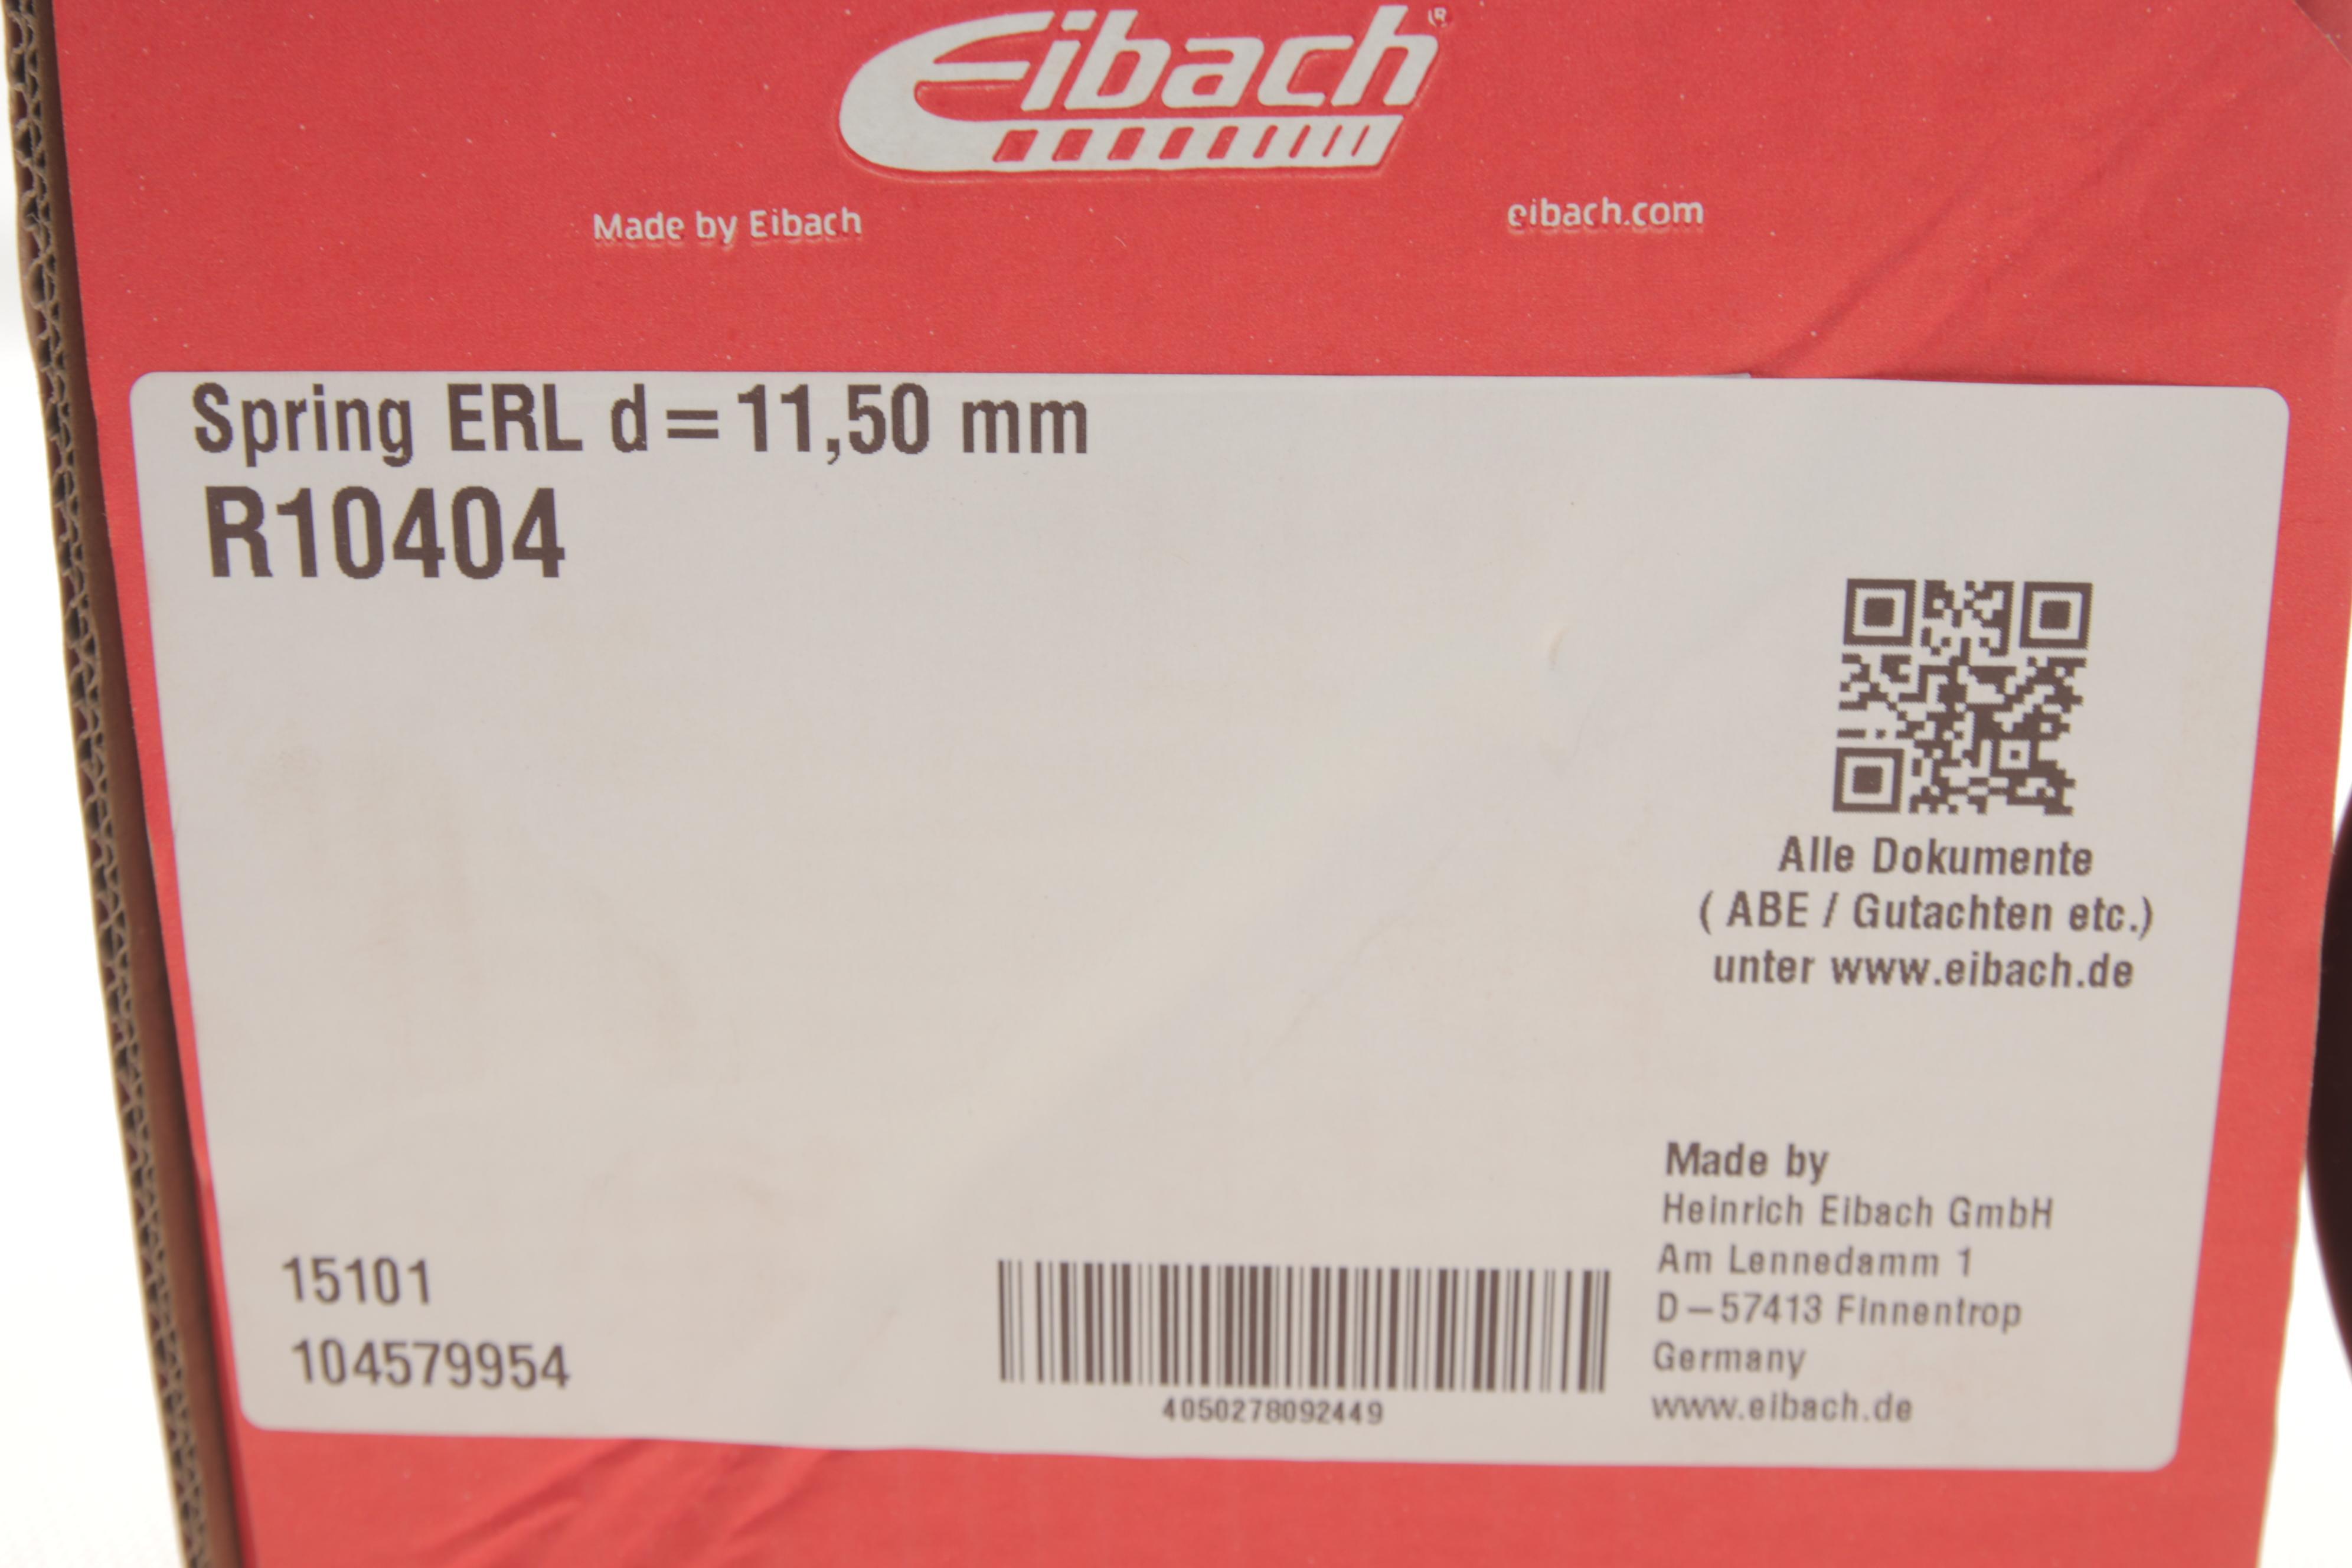 Eibach®
Made by Eibach
eibach.com
Spring ERL d=11,50 mm
R10404
Alle Dokumente
( ABE / Gutachten etc.)
unter www.eibach.de
Made by
Heinrich Eibach GmbH
Am Lennedamm 1
D-57413 Finnentrop
Germany
www.eibach.de
15101
104579954
4050278092449